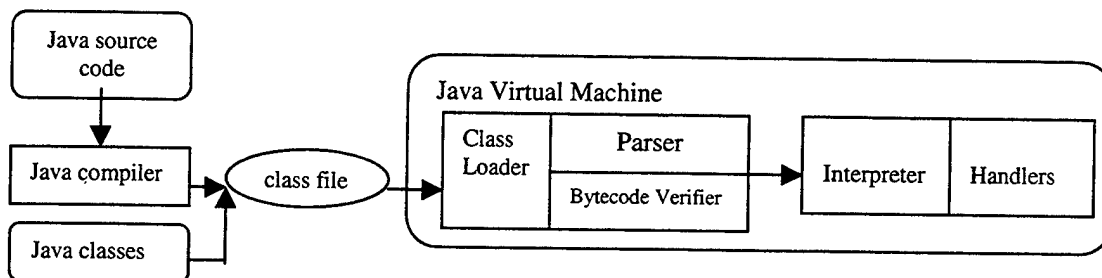 Java source
code
Java compiler
Java classes
class file
Java Virtual Machine
Class
Loader
Parser
Bytecode Verifier
Interpreter
Handlers